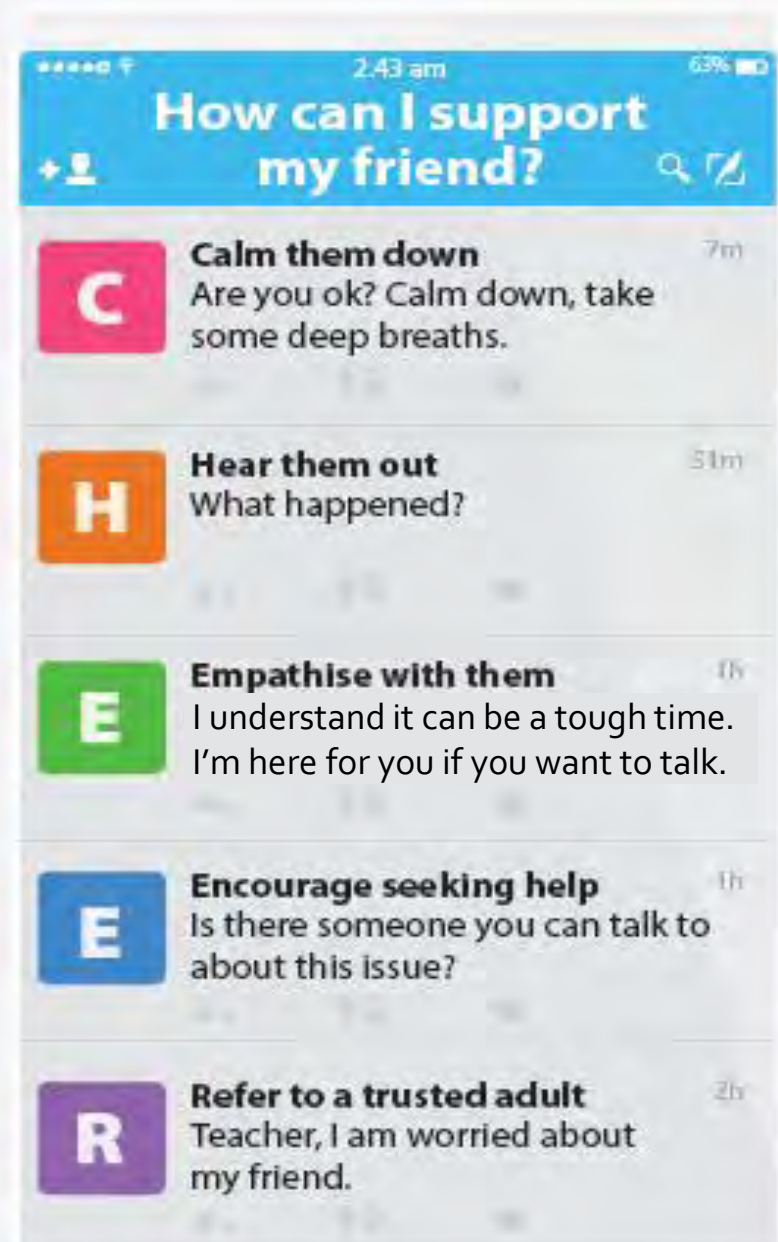 2.43 am
63%
How can I support
my friend?
C
Calm them down
7m
Are you ok? Calm down, take
some deep breaths.
H
Hear them out
51m
What happened?
E
Empathise with them
1h
I understand it can be a tough time.
I'm here for you if you want to talk.
E
Encourage seeking help
1h
Is there someone you can talk to
about this issue?
R
Refer to a trusted adult
2h
Teacher, I am worried about
my friend.